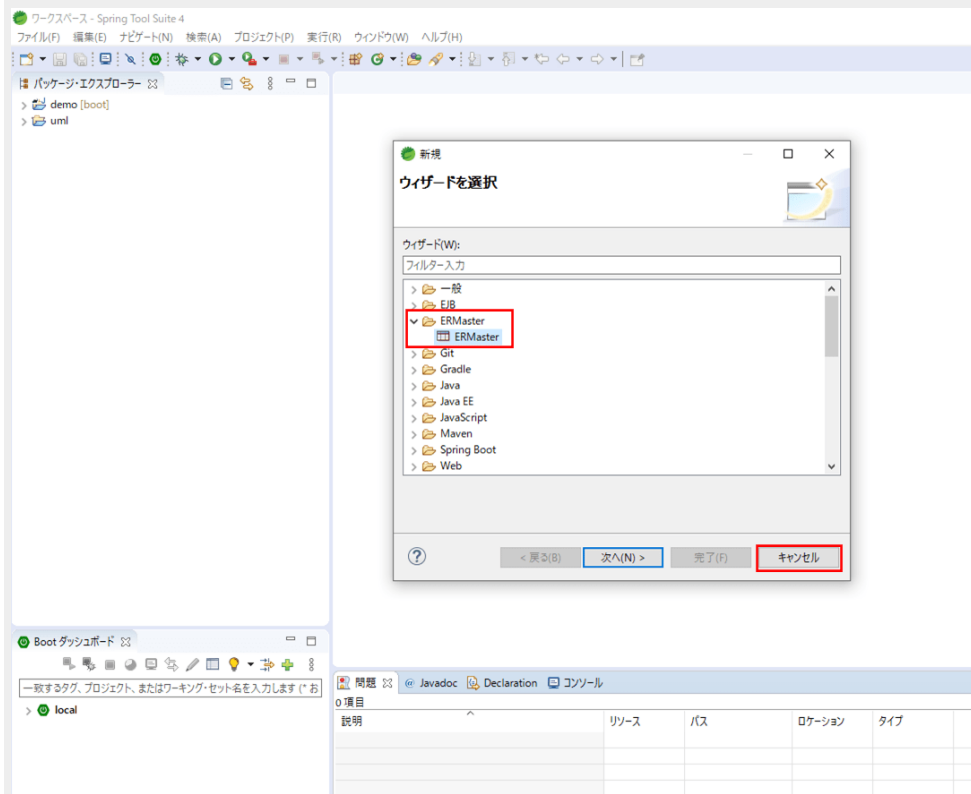 ワークスペース - Spring Tool Suite 4
ファイル(F) 編集(E) ナビゲート(N) 検索(A) プロジェクト(P) 実行(R) ウィンドウ(W) ヘルプ(H)
パッケージ・エクスプローラー
demo [boot]
uml
新規
ウィザードを選択
ウィザード(W):
フィルター入力
一般
EJB
ERMaster
ERMaster
Git
Gradle
Java
Java EE
JavaScript
Maven
Spring Boot
Web
< 戻る(B) 次へ(N) > 完了(F) キャンセル
Boot ダッシュボード
一致するタグ、プロジェクト、またはワーキング・セット名を入力します (* お
local
問題 @ Javadoc Declaration コンソール
0 項目
説明 リソース パス ロケーション タイプ